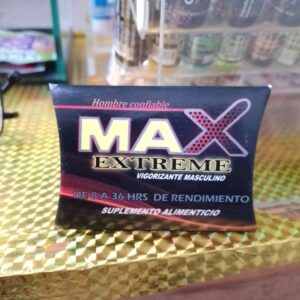 Hombre confiable
MAX
EXTREME
VIGORIZANTE MASCULINO
DE 8 A 36 HRS DE RENDIMIENTO
SUPLEMENTO ALIMENTICIO